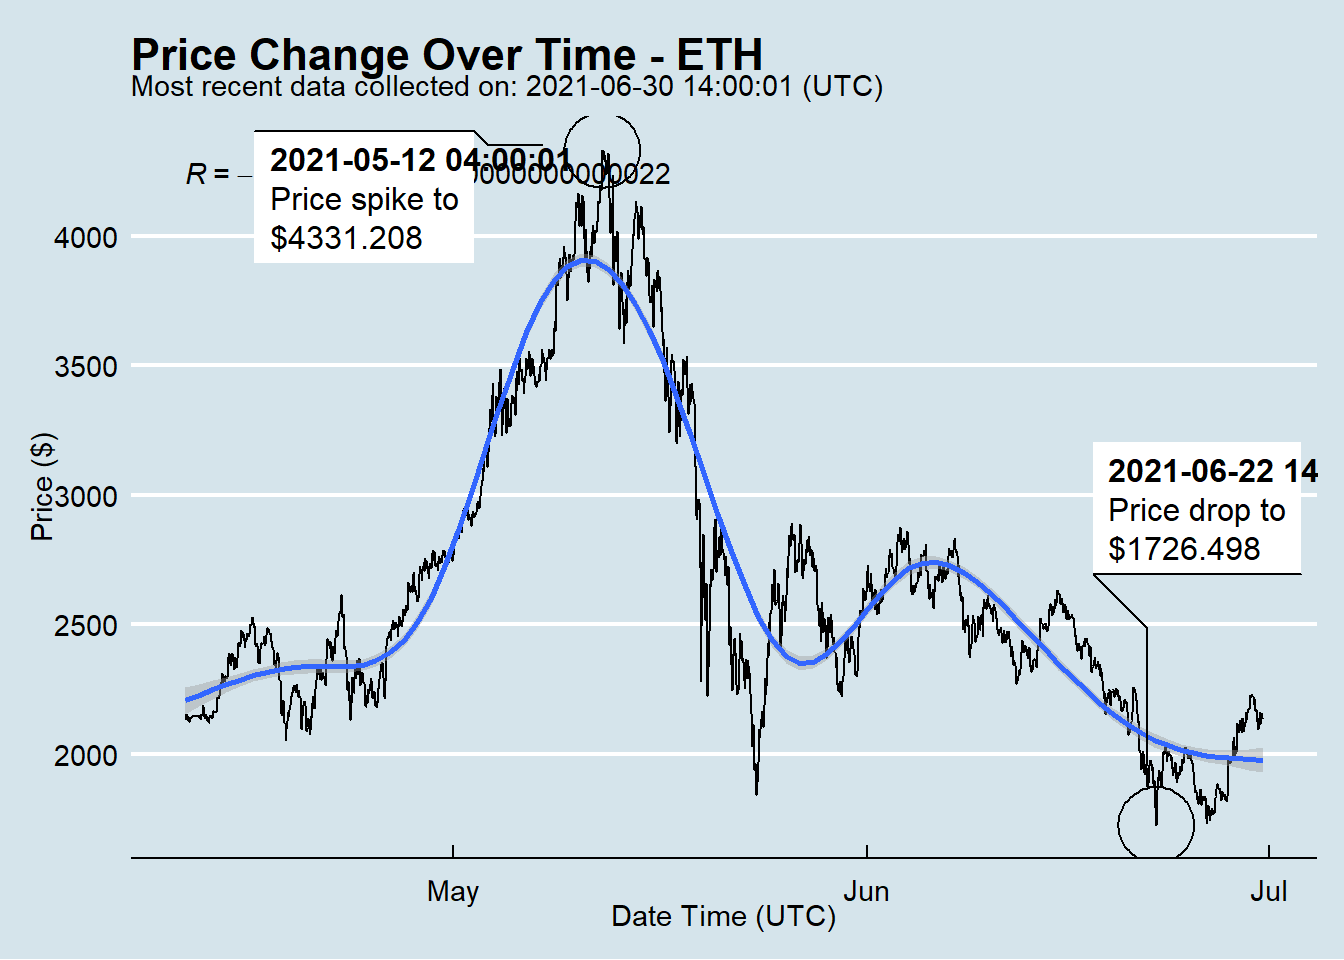 Price Change Over Time - ETH
Most recent data collected on: 2021-06-30 14:00:01 (UTC)
2021-05-12 04:00:01
R = −
0000000000022
Price spike to
$4331.208
4000
3500
3000
2500
2000
Price ($)
2021-06-22 14
Price drop to
$1726.498
May
Jun
Jul
Date Time (UTC)